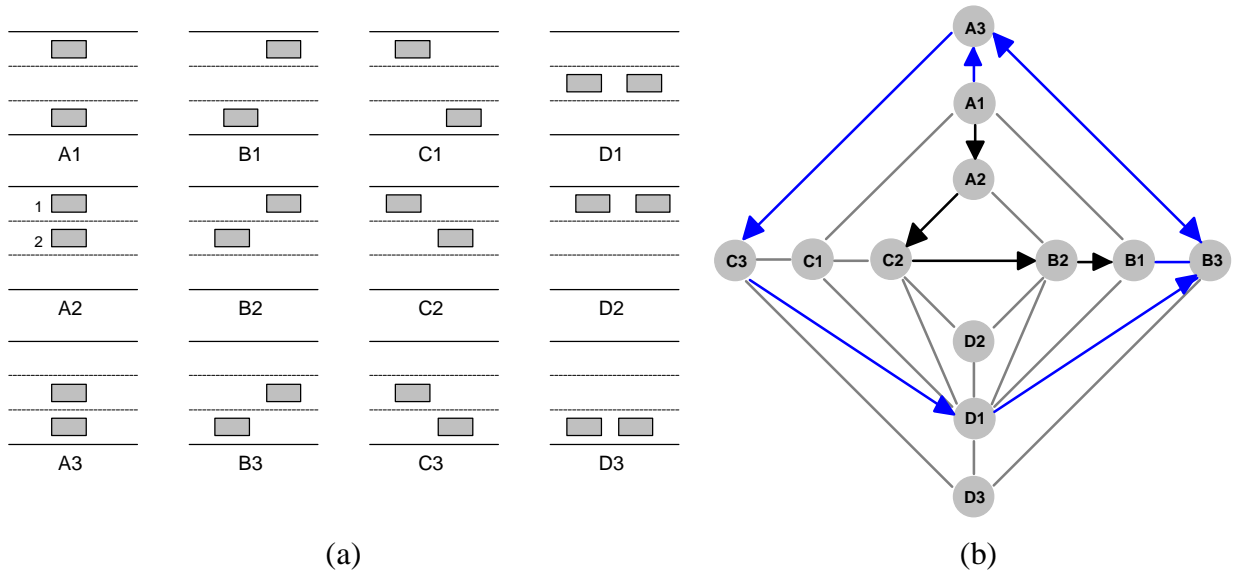 A1 B1 C1 D1
1
2
A2 B2 C2 D2
A3 B3 C3 D3
(a)
A3
A1
A2
C3 C1 C2 B2 B1 B3
D2
D1
D3
(b)